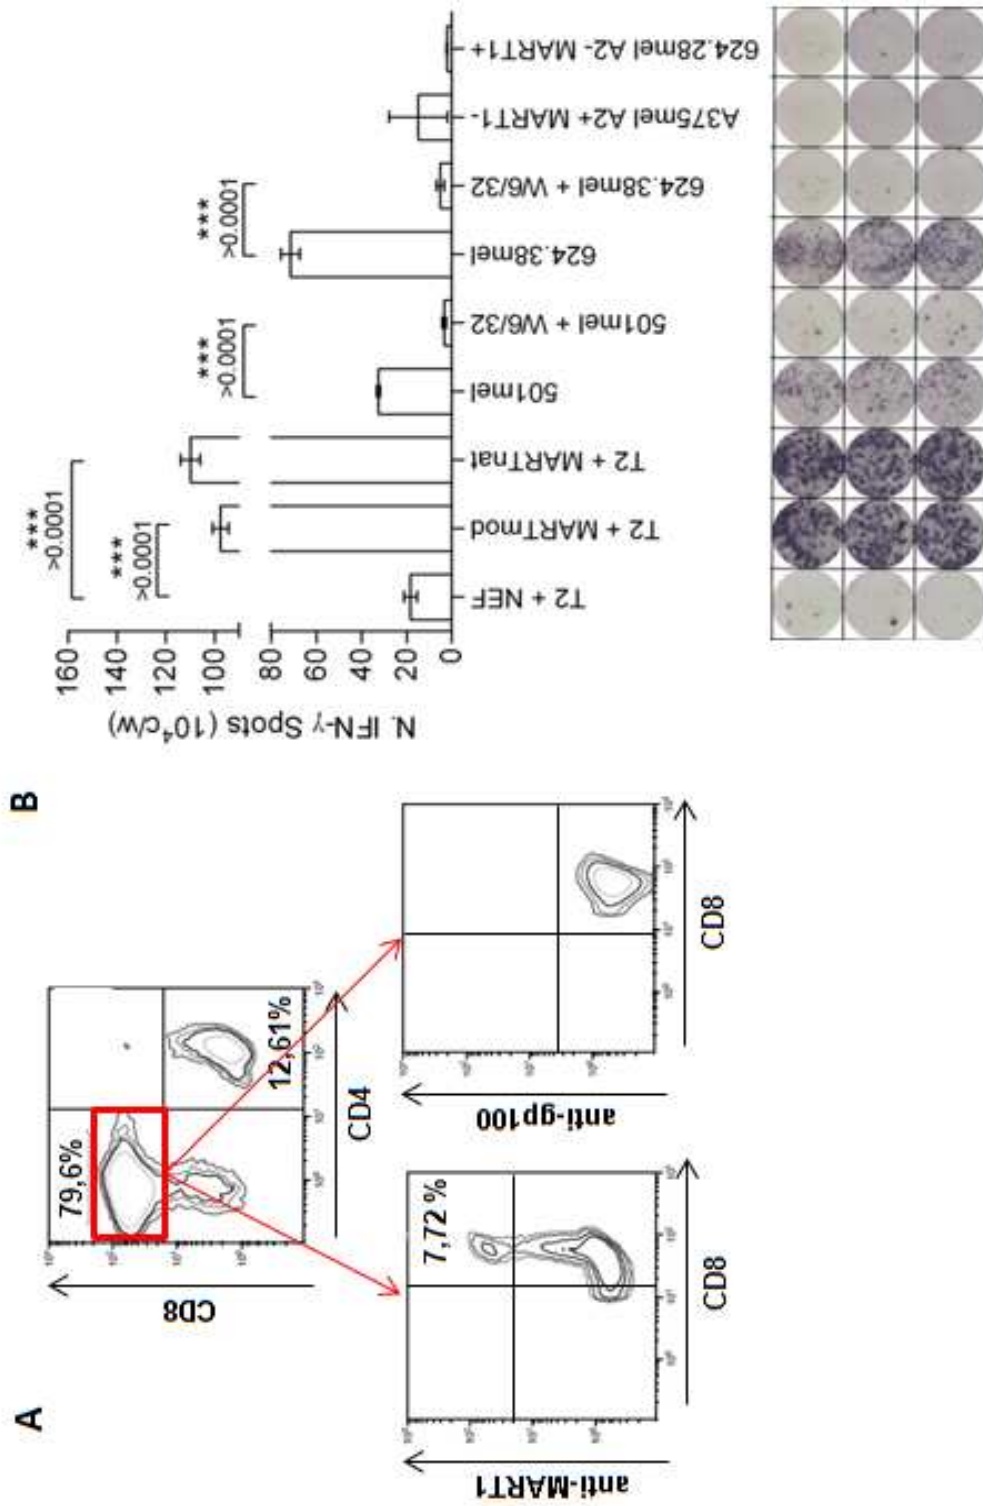 A
79,6%
12,61%
CD8
CD4
7,72 %
anti-MART1
CD8
anti-gp100
CD8
B
***
>0.0001
***
>0.0001
***
>0.0001
***
>0.0001
N. IFN-γ Spots (10⁴c/w)
160
140
120
100
80
60
40
20
0
T2 + NEF
T2 + MARTmod
T2 + MARTnat
501mel
501mel + W6/32
624.38mel
624.38mel + W6/32
A375mel A2+ MART1-
624.28mel A2- MART1+